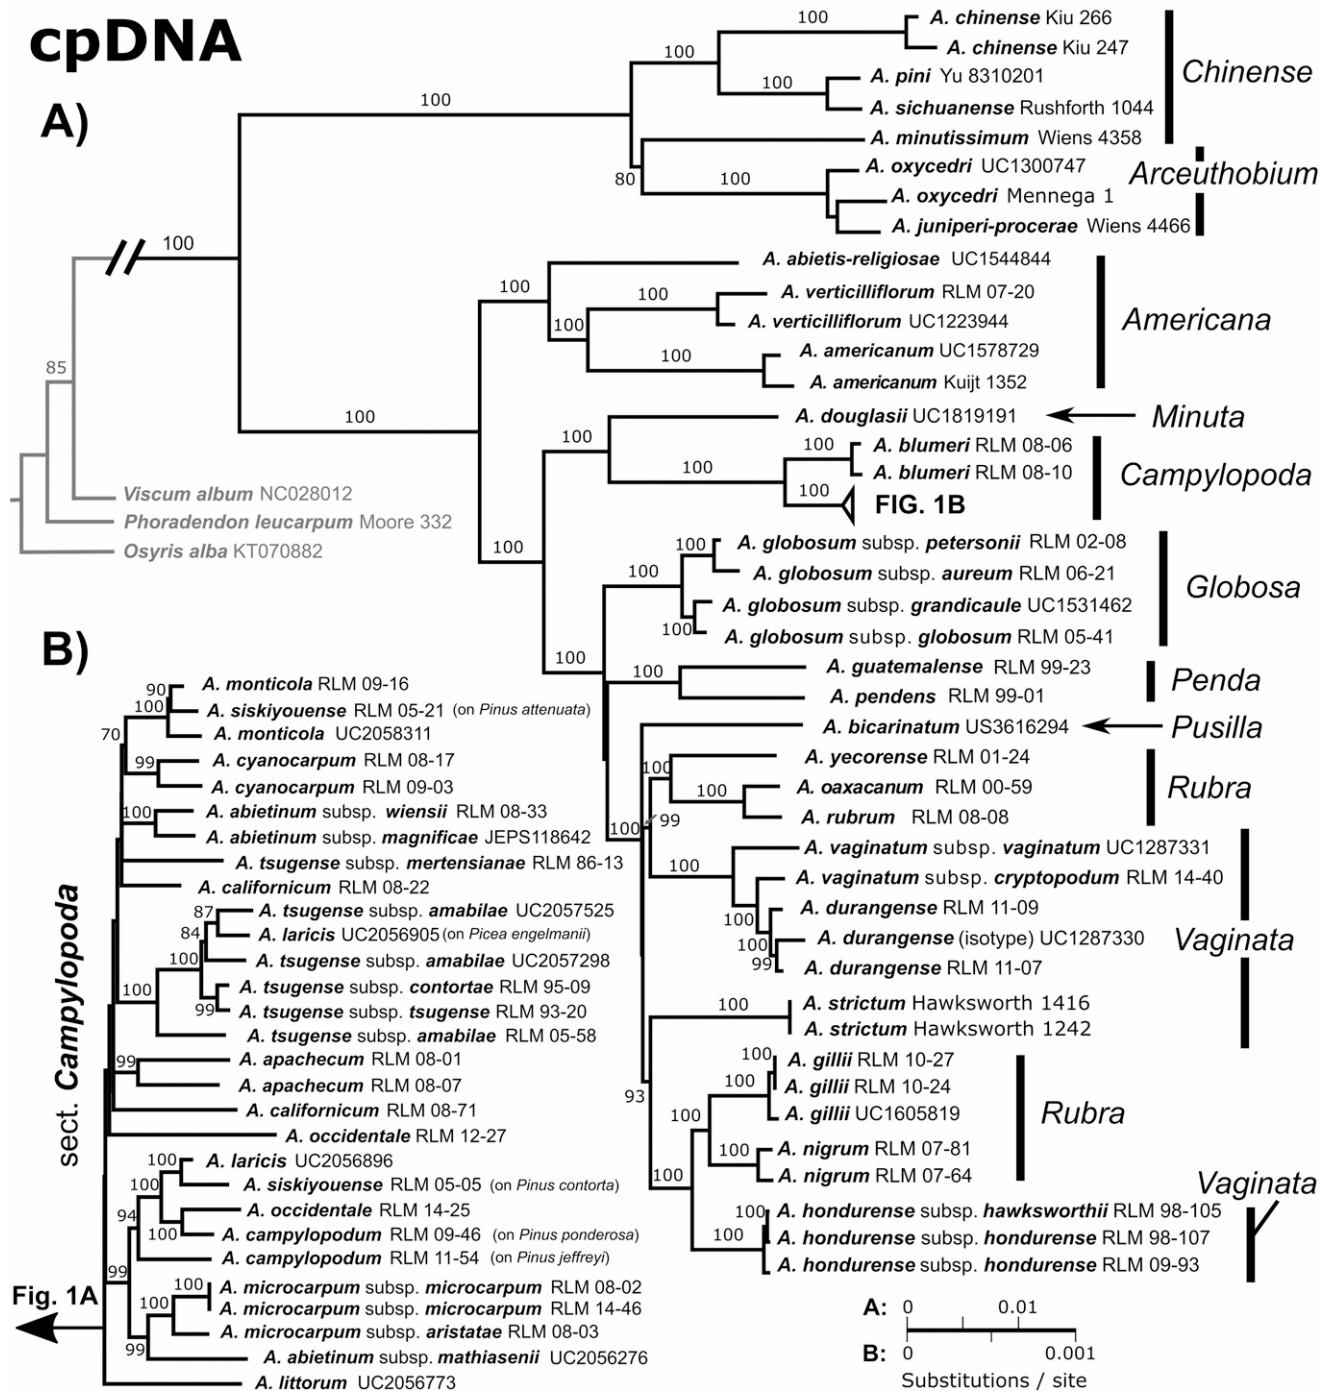 cpDNA
A)
100
A. chinense Kiu 266
A. chinense Kiu 247
100
100
A. pini Yu 8310201
A. sichuanense Rushforth 1044
Chinense
100
A. minutissimum Wiens 4358
80
100
A. oxycedri UC1300747
A. oxycedri Mennega 1
A. juniperi-procerae Wiens 4466
Arceuthobium
100
100
A. abietis-religiosae UC1544844
100
A. verticilliflorum RLM 07-20
A. verticilliflorum UC1223944
100
100
A. americanum UC1578729
A. americanum Kuijt 1352
Americana
85
100
A. douglasii UC1819191
Minuta
100
100
A. blumeri RLM 08-06
A. blumeri RLM 08-10
100
100
FIG. 1B
Campylopoda
Viscum album NC028012
Phoradendon leucarpum Moore 332
Osyris alba KT070882
100
100
A. globosum subsp. petersonii RLM 02-08
100
A. globosum subsp. aureum RLM 06-21
A. globosum subsp. grandicaule UC1531462
100
A. globosum subsp. globosum RLM 05-41
Globosa
100
100
A. guatemalense RLM 99-23
A. pendens RLM 99-01
Penda
A. bicarinatum US3616294
Pusilla
100
A. yecorense RLM 01-24
100
A. oaxacanum RLM 00-59
A. rubrum RLM 08-08
Rubra
100
99
100
A. vaginatum subsp. vaginatum UC1287331
A. vaginatum subsp. cryptopodum RLM 14-40
100
A. durangense RLM 11-09
100
A. durangense (isotype) UC1287330
99
A. durangense RLM 11-07
Vaginata
100
A. strictum Hawksworth 1416
A. strictum Hawksworth 1242
93
100
A. gillii RLM 10-27
100
A. gillii RLM 10-24
A. gillii UC1605819
100
100
A. nigrum RLM 07-81
A. nigrum RLM 07-64
Rubra
100
Vaginata
100
A. hondurense subsp. hawksworthii RLM 98-105
100
A. hondurense subsp. hondurense RLM 98-107
A. hondurense subsp. hondurense RLM 09-93
B)
sect. Campylopoda
90
A. monticola RLM 09-16
100
A. siskiyouense RLM 05-21 (on Pinus attenuata)
70
A. monticola UC2058311
99
A. cyanocarpum RLM 08-17
A. cyanocarpum RLM 09-03
100
A. abietinum subsp. wiensii RLM 08-33
A. abietinum subsp. magnificae JEPS118642
A. tsugense subsp. mertensianae RLM 86-13
A. californicum RLM 08-22
87
A. tsugense subsp. amabilae UC2057525
84
A. laricis UC2056905 (on Picea engelmanii)
100
A. tsugense subsp. amabilae UC2057298
100
A. tsugense subsp. contortae RLM 95-09
99
A. tsugense subsp. tsugense RLM 93-20
A. tsugense subsp. amabilae RLM 05-58
99
A. apachecum RLM 08-01
A. apachecum RLM 08-07
A. californicum RLM 08-71
A. occidentale RLM 12-27
100
A. laricis UC2056896
100
A. siskiyouense RLM 05-05 (on Pinus contorta)
94
A. occidentale RLM 14-25
100
A. campylopodum RLM 09-46 (on Pinus ponderosa)
A. campylopodum RLM 11-54 (on Pinus jeffreyi)
99
100
A. microcarpum subsp. microcarpum RLM 08-02
A. microcarpum subsp. microcarpum RLM 14-46
100
A. microcarpum subsp. aristatae RLM 08-03
99
A. abietinum subsp. mathiasenii UC2056276
A. littorum UC2056773
Fig. 1A
A: 0 0.01
B: 0 0.001
Substitutions / site